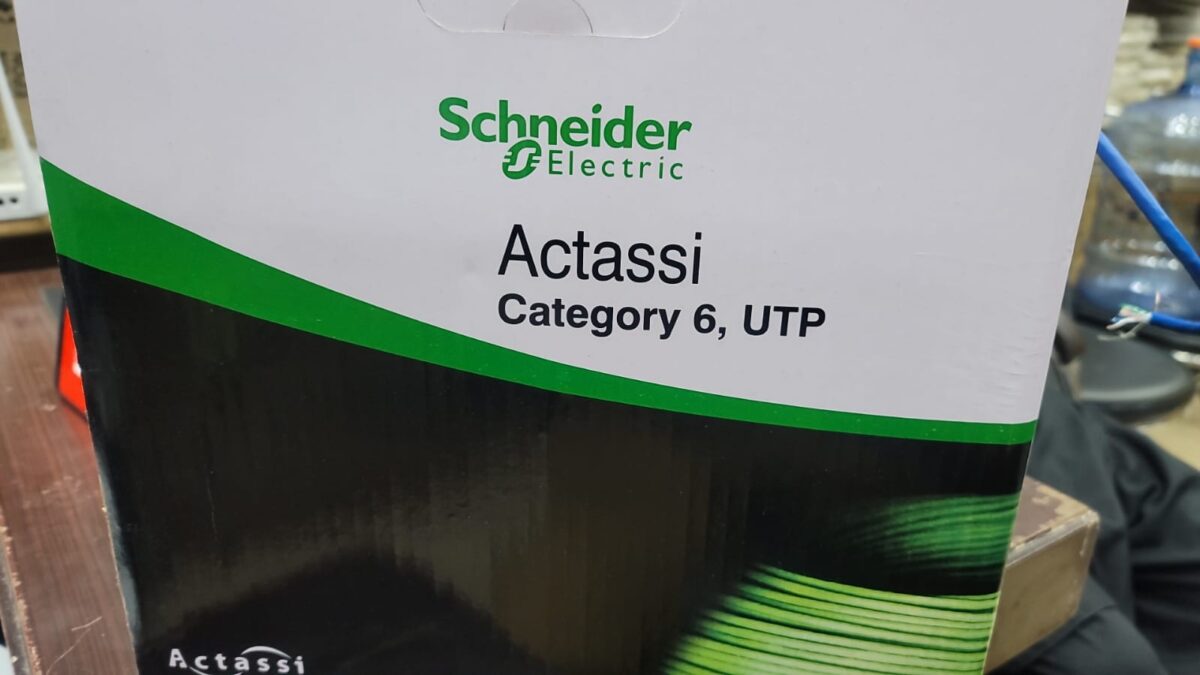 Schneider
Electric
Actassi
Category 6, UTP
Actassi